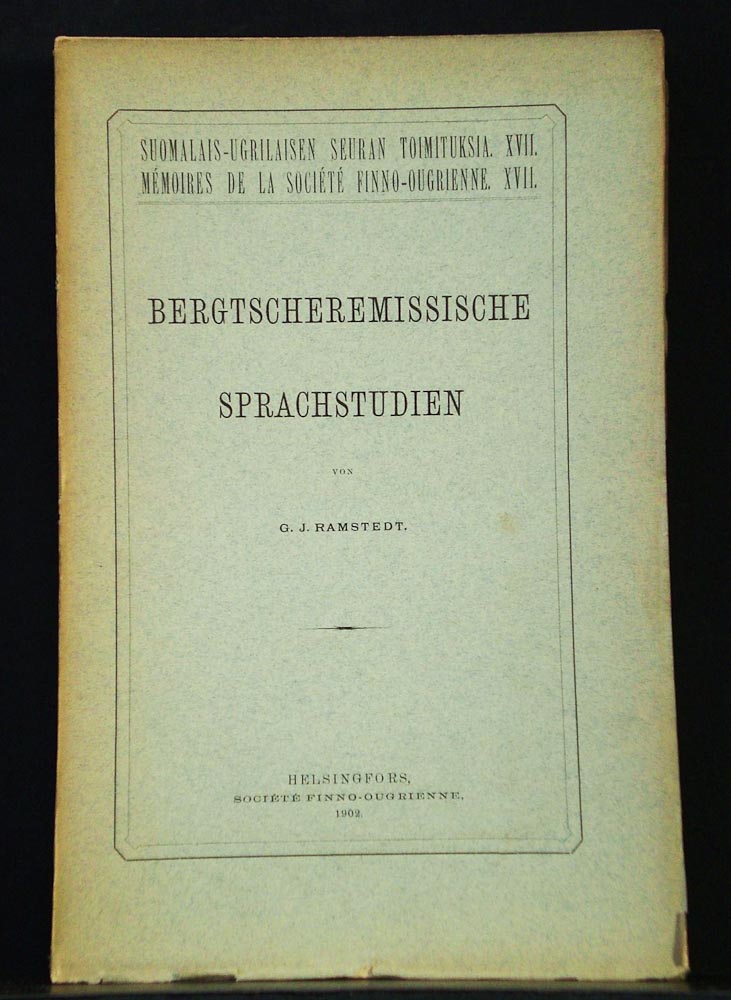 SUOMALAIS-UGRILAISEN SEURAN TOIMITUKSIA. XVII.
MÉMOIRES DE LA SOCIÉTÉ FINNO-OUGRIENNE. XVII.
BERGTSCHEREMISSISCHE
SPRACHSTUDIEN
VON
G. J. RAMSTEDT.
HELSINGFORS,
SOCIÉTÉ FINNO-OUGRIENNE,
1902.